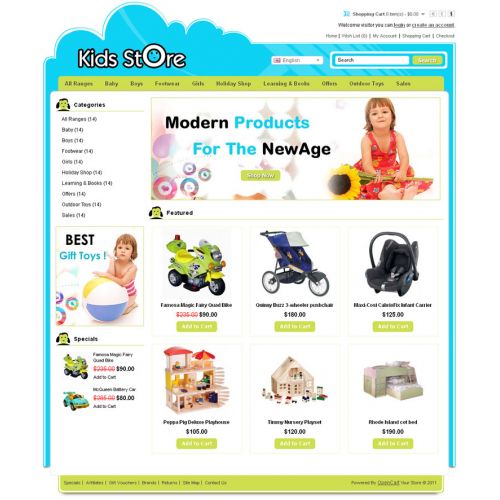 Shopping Cart 0 item(s) - $0.00
Welcome visitor you can login or create an account.
Home | Wish List (0) | My Account | Shopping Cart | Checkout
Kids StOre
English
Search
All Ranges Baby Boys Footwear Girls Holiday Shop Learning & Books Offers Outdoor Toys Sales
Categories
All Ranges (14)
Baby (14)
Boys (14)
Footwear (14)
Girls (14)
Holiday Shop (14)
Learning & Books (14)
Offers (14)
Outdoor Toys (14)
Sales (14)
Modern Products
For The NewAge
Shop Now
BEST
Gift Toys !
Specials
Famosa Magic Fairy
Quad Bike
$235.00 $90.00
Add to Cart
McQueen Battery Car
$285.00 $80.00
Add to Cart
Featured
Famosa Magic Fairy Quad Bike
$235.00 $90.00
Add to Cart
Quinny Buzz 3-wheeler pushchair
$180.00
Add to Cart
Maxi-Cosi CabrioFix Infant Carrier
$125.00
Add to Cart
Peppa Pig Deluxe Playhouse
$105.00
Add to Cart
Timmy Nursery Playset
$120.00
Add to Cart
Rhode Island cot bed
$190.00
Add to Cart
Specials | Affiliates | Gift Vouchers | Brands | Returns | Site Map | Contact Us
Powered By OpenCart Your Store © 2011